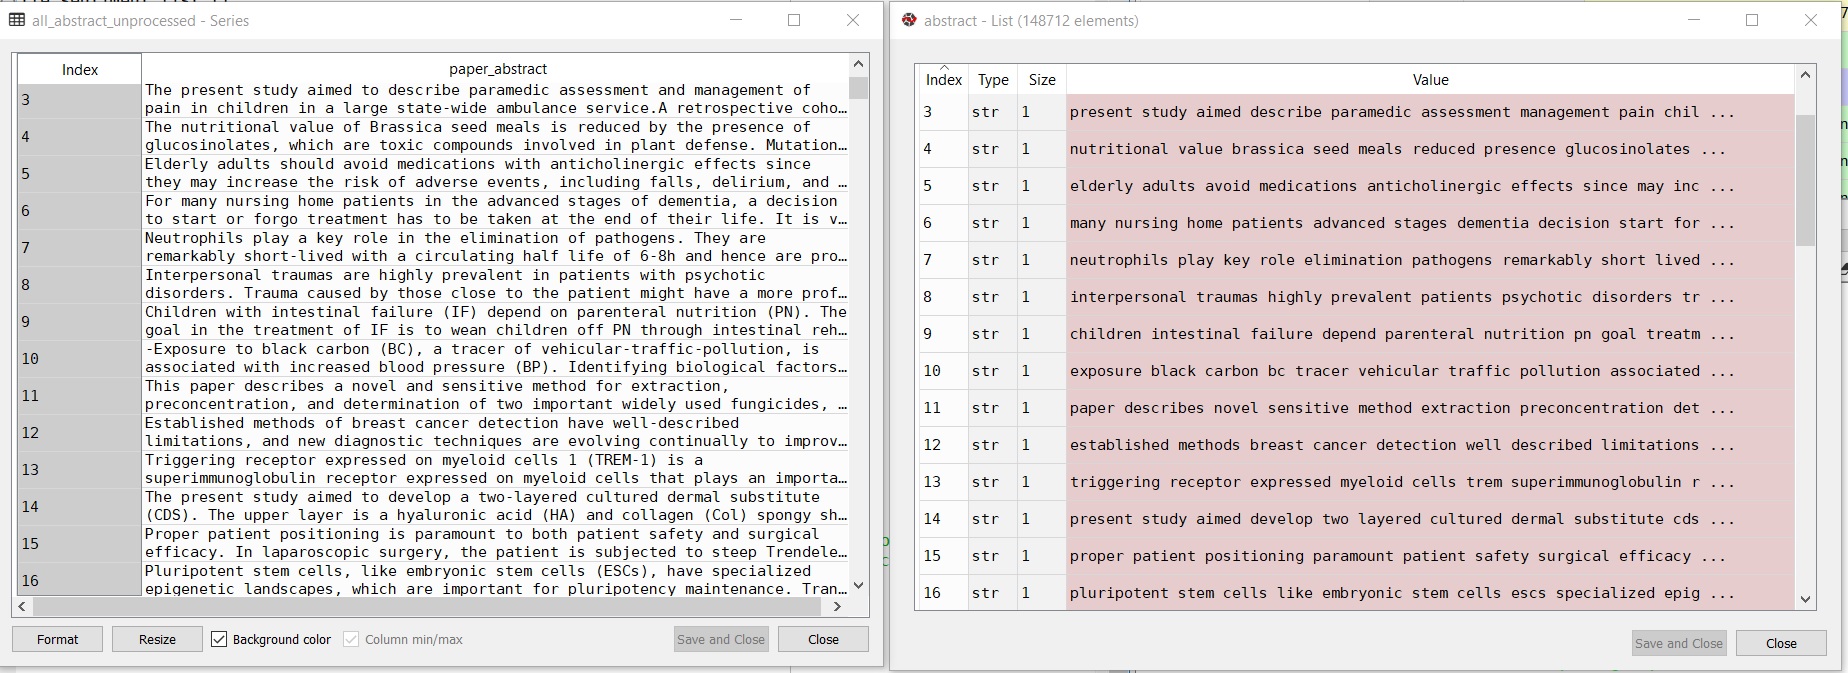 all_abstract_unprocessed - Series
Index
paper_abstract
3
The present study aimed to describe paramedic assessment and management of
pain in children in a large state-wide ambulance service.A retrospective coho…
4
The nutritional value of Brassica seed meals is reduced by the presence of
glucosinolates, which are toxic compounds involved in plant defense. Mutation…
5
Elderly adults should avoid medications with anticholinergic effects since
they may increase the risk of adverse events, including falls, delirium, and …
6
For many nursing home patients in the advanced stages of dementia, a decision
to start or forgo treatment has to be taken at the end of their life. It is v…
7
Neutrophils play a key role in the elimination of pathogens. They are
remarkably short-lived with a circulating half life of 6-8h and hence are pro…
8
Interpersonal traumas are highly prevalent in patients with psychotic
disorders. Trauma caused by those close to the patient might have a more prof…
9
Children with intestinal failure (IF) depend on parenteral nutrition (PN). The
goal in the treatment of IF is to wean children off PN through intestinal reh…
10
-Exposure to black carbon (BC), a tracer of vehicular-traffic-pollution, is
associated with increased blood pressure (BP). Identifying biological factors…
11
This paper describes a novel and sensitive method for extraction,
preconcentration, and determination of two important widely used fungicides, …
12
Established methods of breast cancer detection have well-described
limitations, and new diagnostic techniques are evolving continually to improv…
13
Triggering receptor expressed on myeloid cells 1 (TREM-1) is a
superimmunoglobulin receptor expressed on myeloid cells that plays an importa…
14
The present study aimed to develop a two-layered cultured dermal substitute
(CDS). The upper layer is a hyaluronic acid (HA) and collagen (Col) spongy sh…
15
Proper patient positioning is paramount to both patient safety and surgical
efficacy. In laparoscopic surgery, the patient is subjected to steep Trendele…
16
Pluripotent stem cells, like embryonic stem cells (ESCs), have specialized
epigenetic landscapes, which are important for pluripotency maintenance. Tran…
Format
Resize
Background color
Column min/max
Save and Close
Close
abstract - List (148712 elements)
Index Type Size Value
3 str 1 present study aimed describe paramedic assessment management pain chil ...
4 str 1 nutritional value brassica seed meals reduced presence glucosinolates ...
5 str 1 elderly adults avoid medications anticholinergic effects since may inc ...
6 str 1 many nursing home patients advanced stages dementia decision start for ...
7 str 1 neutrophils play key role elimination pathogens remarkably short lived ...
8 str 1 interpersonal traumas highly prevalent patients psychotic disorders tr ...
9 str 1 children intestinal failure depend parenteral nutrition pn goal treatm ...
10 str 1 exposure black carbon bc tracer vehicular traffic pollution associated ...
11 str 1 paper describes novel sensitive method extraction preconcentration det ...
12 str 1 established methods breast cancer detection well described limitations ...
13 str 1 triggering receptor expressed myeloid cells trem superimmunoglobulin r ...
14 str 1 present study aimed develop two layered cultured dermal substitute cds ...
15 str 1 proper patient positioning paramount patient safety surgical efficacy ...
16 str 1 pluripotent stem cells like embryonic stem cells escs specialized epig ...
Save and Close
Close